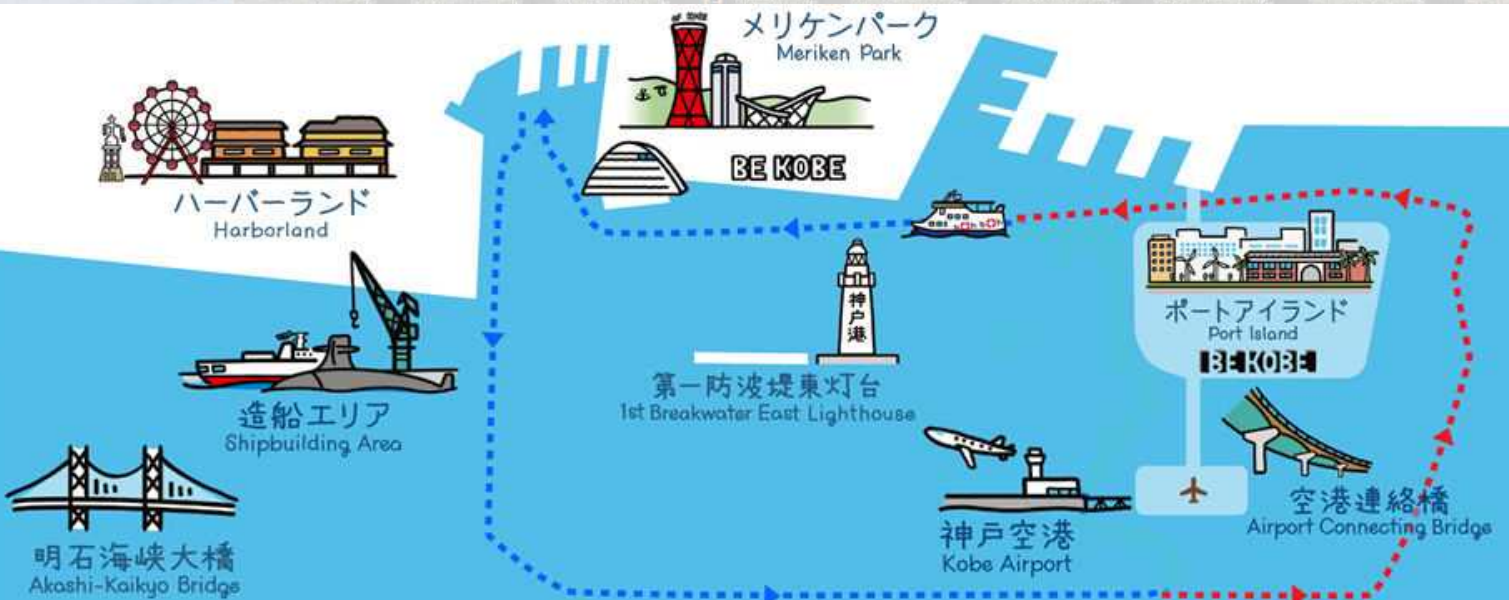 メリケンパーク
Meriken Park
BE KOBE
ハーバーランド
Harborland
神戸港
ポートアイランド
Port Island
BE KOBE
第一防波堤東灯台
1st Breakwater East Lighthouse
造船エリア
Shipbuilding Area
空港連絡橋
Airport Connecting Bridge
神戸空港
Kobe Airport
明石海峡大橋
Akashi-Kaikyo Bridge